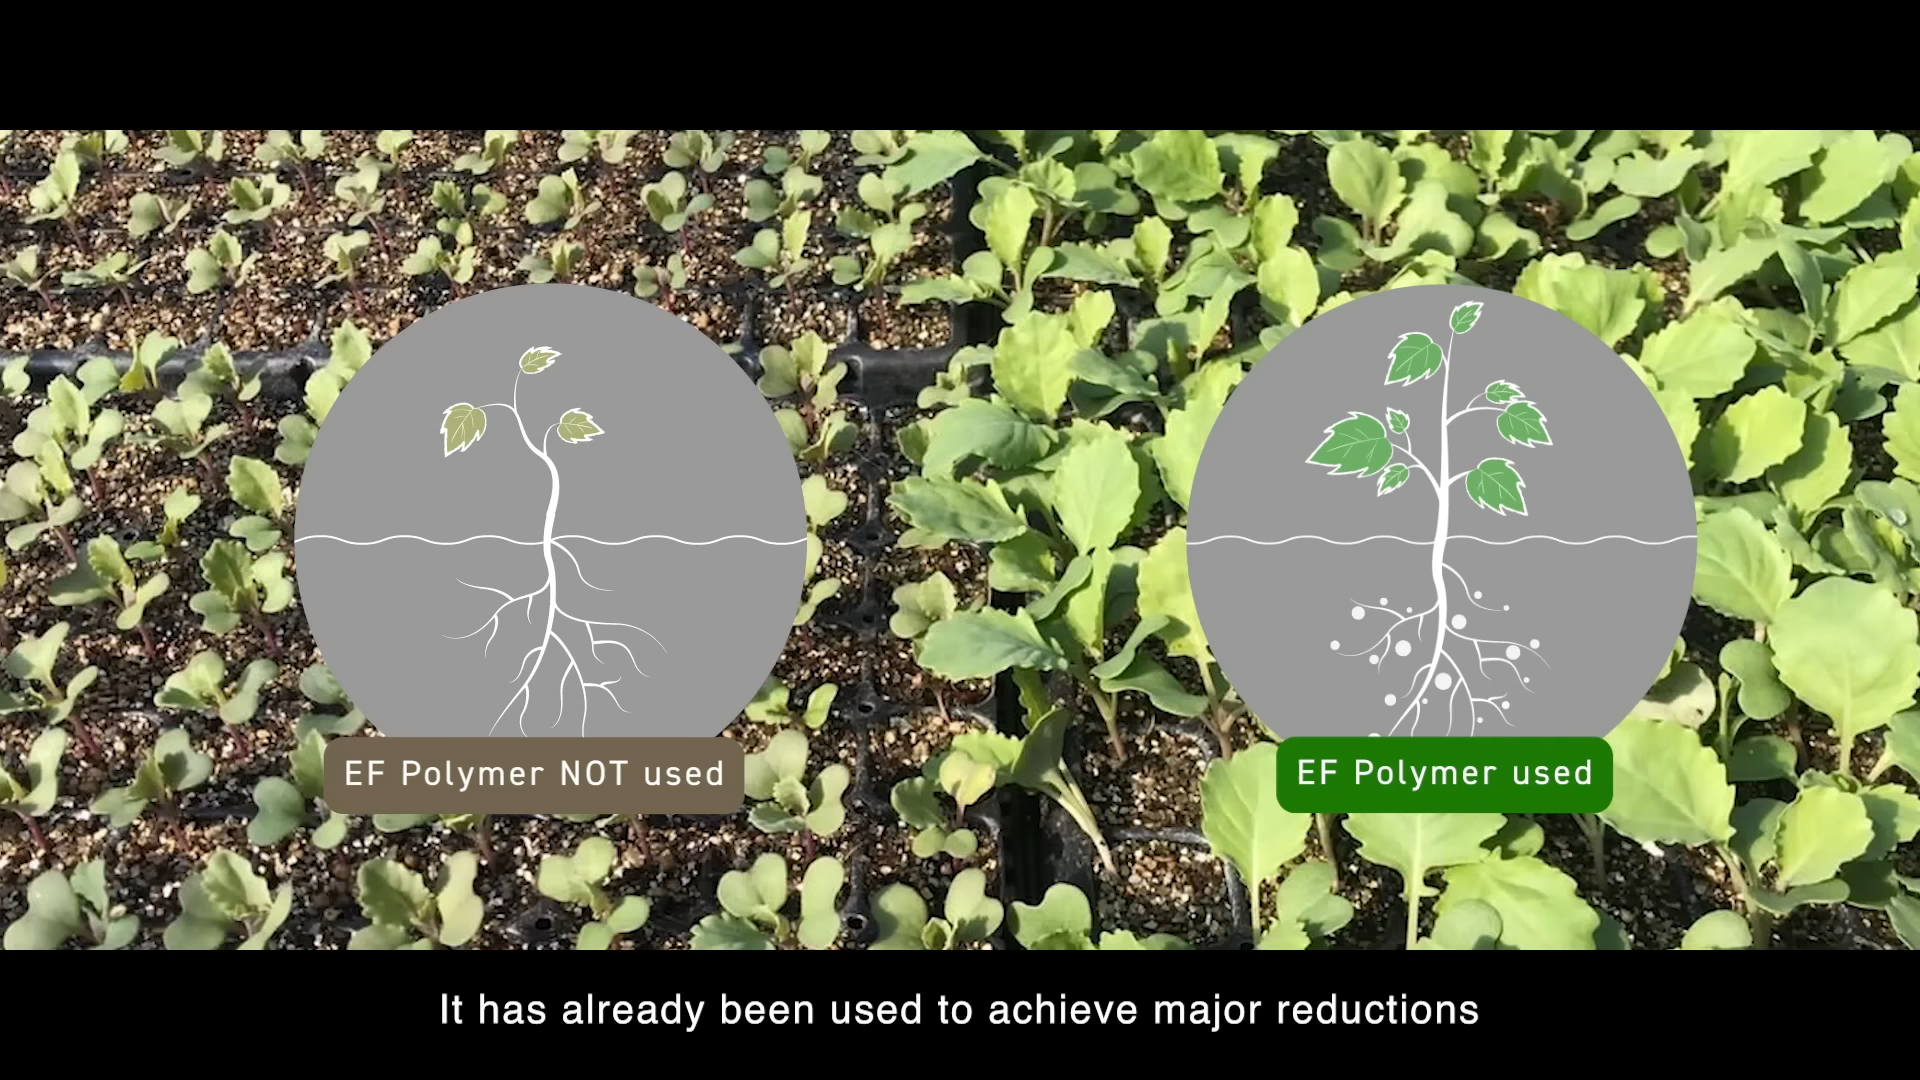 EF Polymer NOT used
EF Polymer used
It has already been used to achieve major reductions